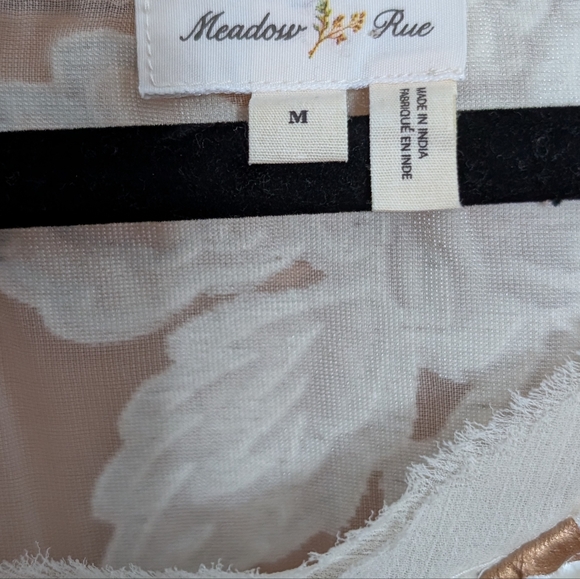 Meadow Rue
M
MADE IN INDIA
FABRIQUÉ EN INDE